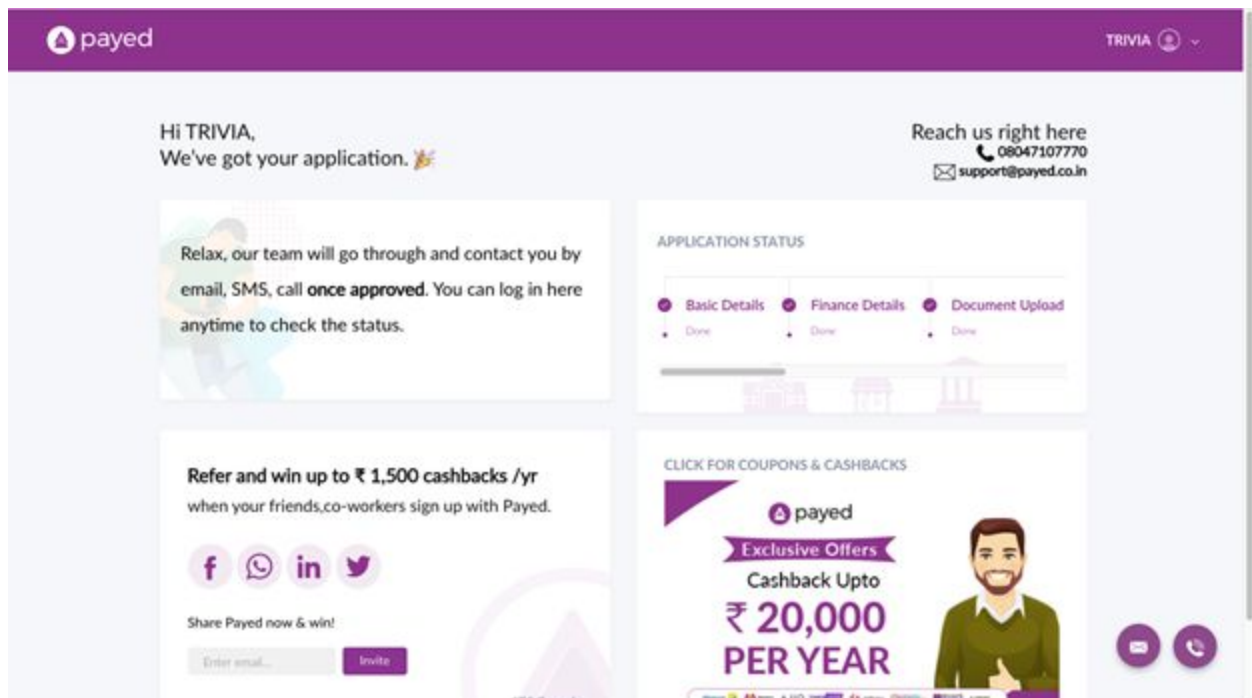 payed
TRIVIA
Hi TRIVIA,
We've got your application.
Reach us right here
08047107770
support@payed.co.in
Relax, our team will go through and contact you by
email, SMS, call once approved. You can log in here
anytime to check the status.
APPLICATION STATUS
Basic Details
Finance Details
Document Upload
Done
Done
Done
Refer and win up to ₹ 1,500 cashbacks /yr
when your friends,co-workers sign up with Payed.
f
in
Share Payed now & win!
Enter email...
Invite
CLICK FOR COUPONS & CASHBACKS
payed
Exclusive Offers
Cashback Upto
₹ 20,000
PER YEAR